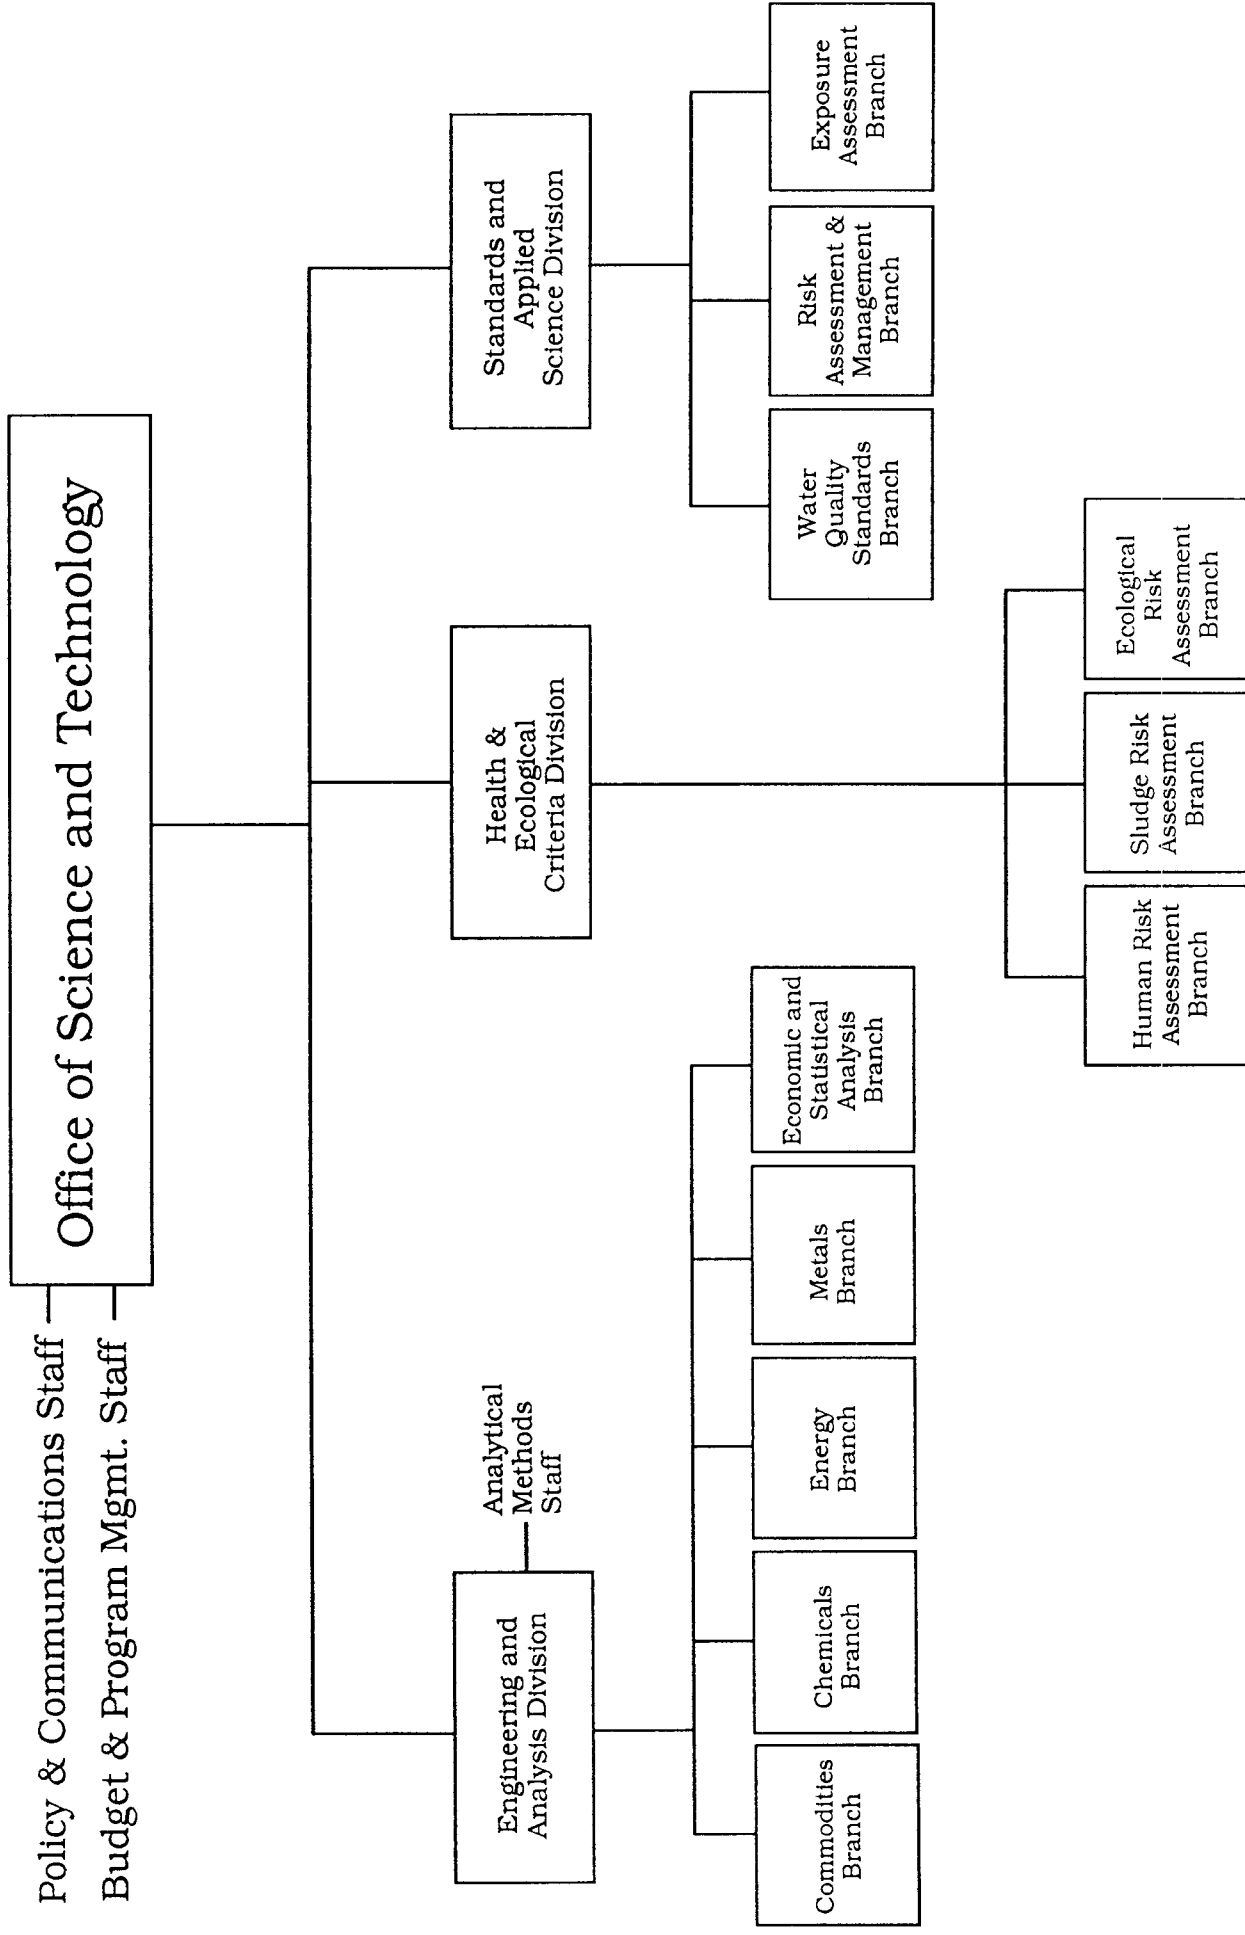 Policy & Communications Staff
Budget & Program Mgmt. Staff
Office of Science and Technology
Engineering and
Analysis Division
Analytical
Methods
Staff
Health &
Ecological
Criteria Division
Standards and
Applied
Science Division
Commodities
Branch
Chemicals
Branch
Energy
Branch
Metals
Branch
Economic and
Statistical
Analysis
Branch
Water
Quality
Standards
Branch
Risk
Assessment &
Management
Branch
Exposure
Assessment
Branch
Human Risk
Assessment
Branch
Sludge Risk
Assessment
Branch
Ecological
Risk
Assessment
Branch